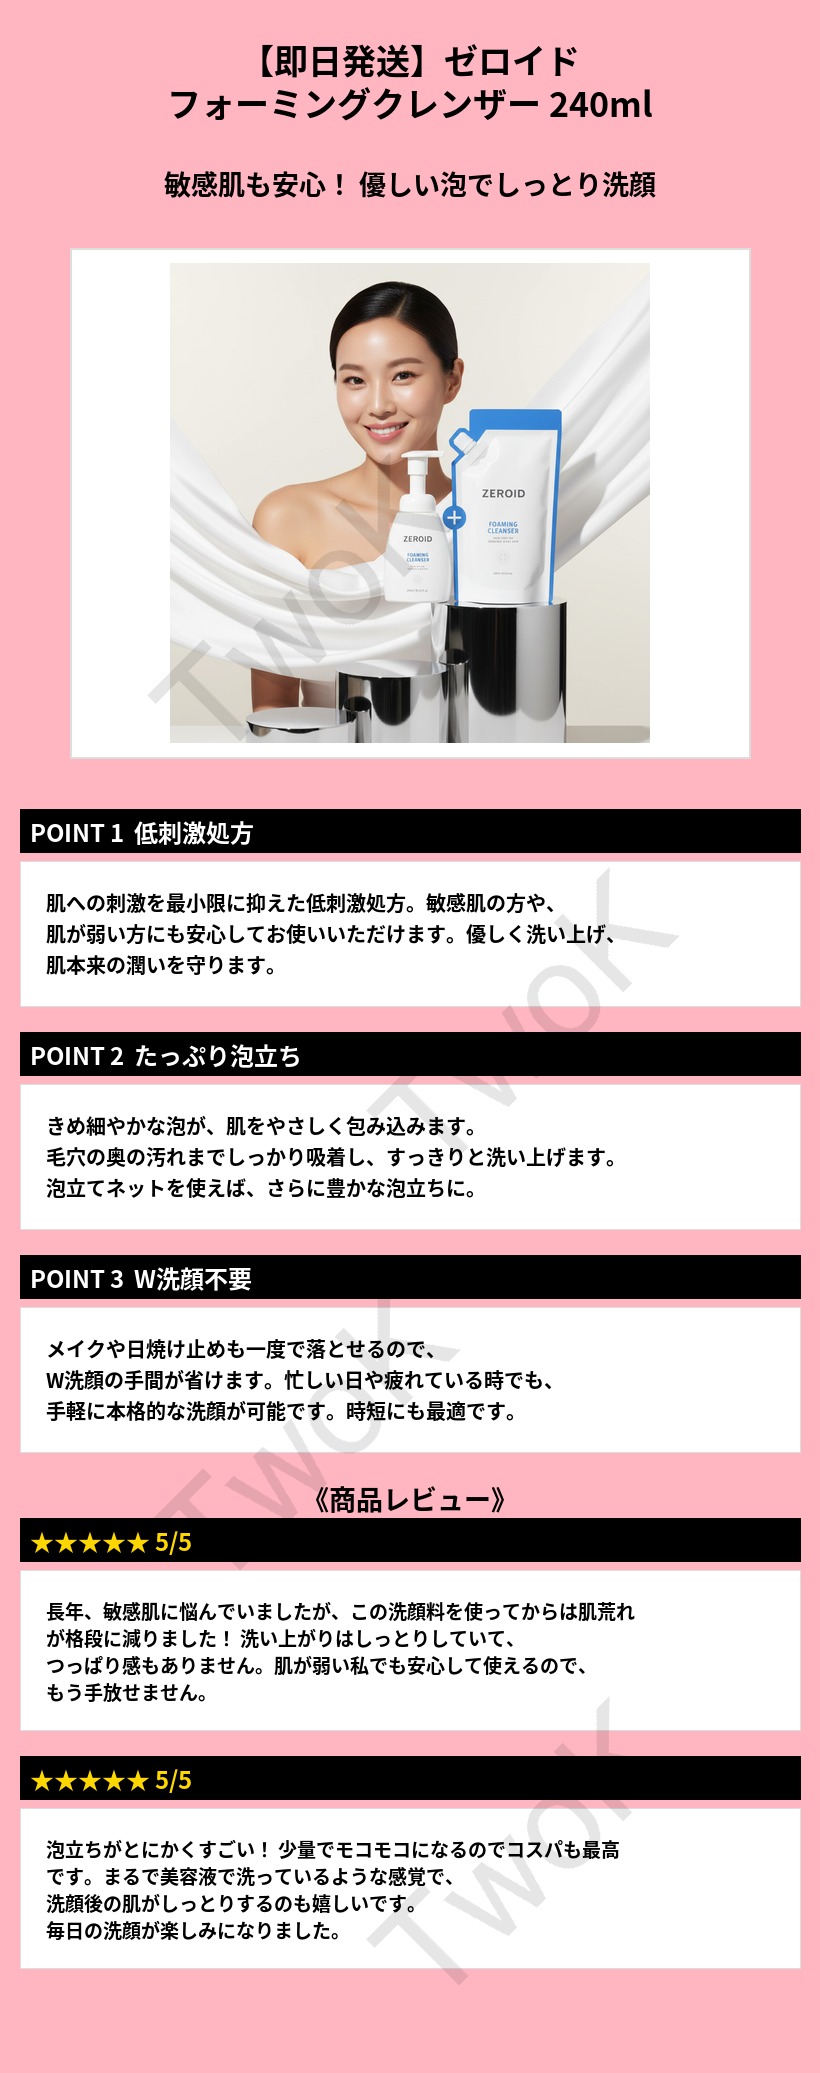 【即日発送】ゼロイド
フォーミングクレンザー 240ml
敏感肌も安心！ 優しい泡でしっとり洗顔
ZEROID
FOAMING
CLEANSER
ZEROID
FOAMING
CLEANSER
POINT 1 低刺激処方
肌への刺激を最小限に抑えた低刺激処方。敏感肌の方や、
肌が弱い方にも安心してお使いいただけます。優しく洗い上げ、
肌本来の潤いを守ります。
POINT 2 たっぷり泡立ち
きめ細やかな泡が、肌をやさしく包み込みます。
毛穴の奥の汚れまでしっかり吸着し、すっきりと洗い上げます。
泡立てネットを使えば、さらに豊かな泡立ちに。
POINT 3 W洗顔不要
メイクや日焼け止めも一度で落とせるので、
W洗顔の手間が省けます。忙しい日や疲れている時でも、
手軽に本格的な洗顔が可能です。時短にも最適です。
《商品レビュー》
★★★★★ 5/5
長年、敏感肌に悩んでいましたが、この洗顔料を使ってからは肌荒れ
が格段に減りました！ 洗い上がりはしっとりしていて、
つっぱり感もありません。肌が弱い私でも安心して使えるので、
もう手放せません。
★★★★★ 5/5
泡立ちがとにかくすごい！ 少量でモコモコになるのでコスパも最高
です。まるで美容液で洗っているような感覚で、
洗顔後の肌がしっとりするのも嬉しいです。
毎日の洗顔が楽しみになりました。
TwoK
TwoK
TwoK
TwoK